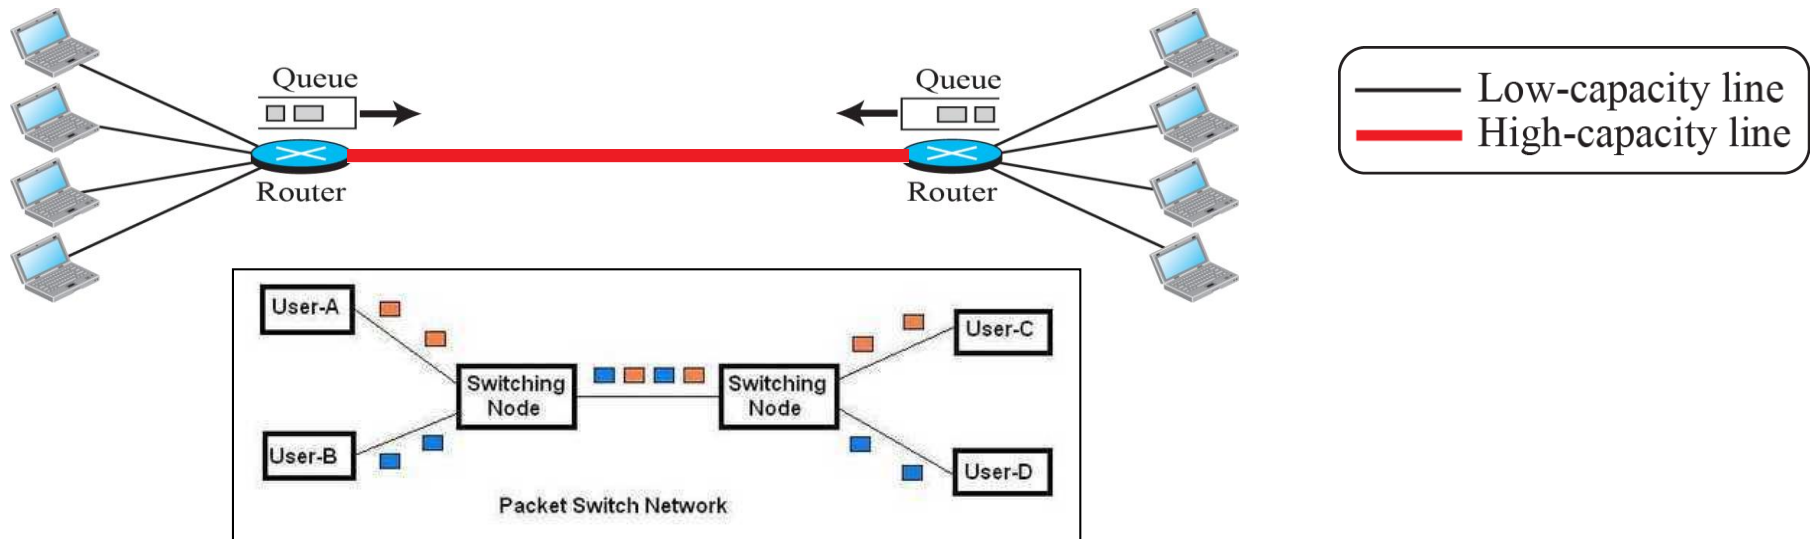 Queue
Queue
Router
Router
Low-capacity line
High-capacity line
User-A
User-B
Switching
Node
Switching
Node
User-C
User-D
Packet Switch Network